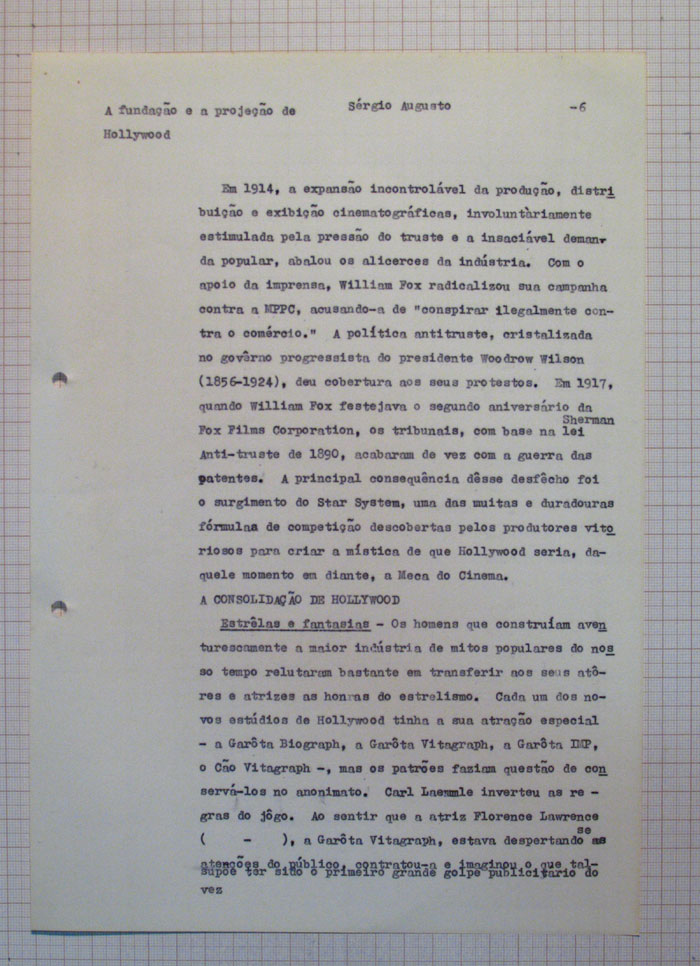 A fundação e a projeção de Sérgio Augusto -6
Hollywood
Em 1914, a expansão incontrolável da produção, distri
buição e exibição cinematográficas, involuntàriamente
estimulada pela pressão do truste e a insaciável deman-
da popular, abalou os alicerces da indústria. Com o
apoio da imprensa, William Fox radicalizou sua campanha
contra a MPPC, acusando-a de "conspirar ilegalmente con-
tra o comércio." A política antitruste, cristalizada
no govêrno progressista do presidente Woodrow Wilson
(1856-1924), deu cobertura aos seus protestos. Em 1917,
quando William Fox festejava o segundo aniversário da
Sherman
Fox Films Corporation, os tribunais, com base na lei
Anti-truste de 1890, acabaram de vez com a guerra das
patentes. A principal consequência dêsse desfêcho foi
o surgimento do Star System, uma das muitas e duradouras
fórmulas de competição descobertas pelos produtores vito
riosos para criar a mística de que Hollywood seria, da-
quele momento em diante, a Meca do Cinema.
A CONSOLIDAÇÃO DE HOLLYWOOD
Estrêlas e fantasias - Os homens que construíam aven
turescamente a maior indústria de mitos populares do nos
so tempo relutaram bastante em transferir aos seus atô-
res e atrizes as honras do estrelismo. Cada um dos no-
vos estúdios de Hollywood tinha a sua atração especial
- a Garôta Biograph, a Garôta Vitagraph, a Garôta IMP,
o Cão Vitagraph -, mas os patrões faziam questão de con
servá-los no anonimato. Carl Laemmle inverteu as re -
gras do jôgo. Ao sentir que a atriz Florence Lawrence
se
( - ), a Garôta Vitagraph, estava despertando as
atenções do público, contratou-a e imaginou o que tal-
supõe ter sido o primeiro grande golpe publicitário do
vez